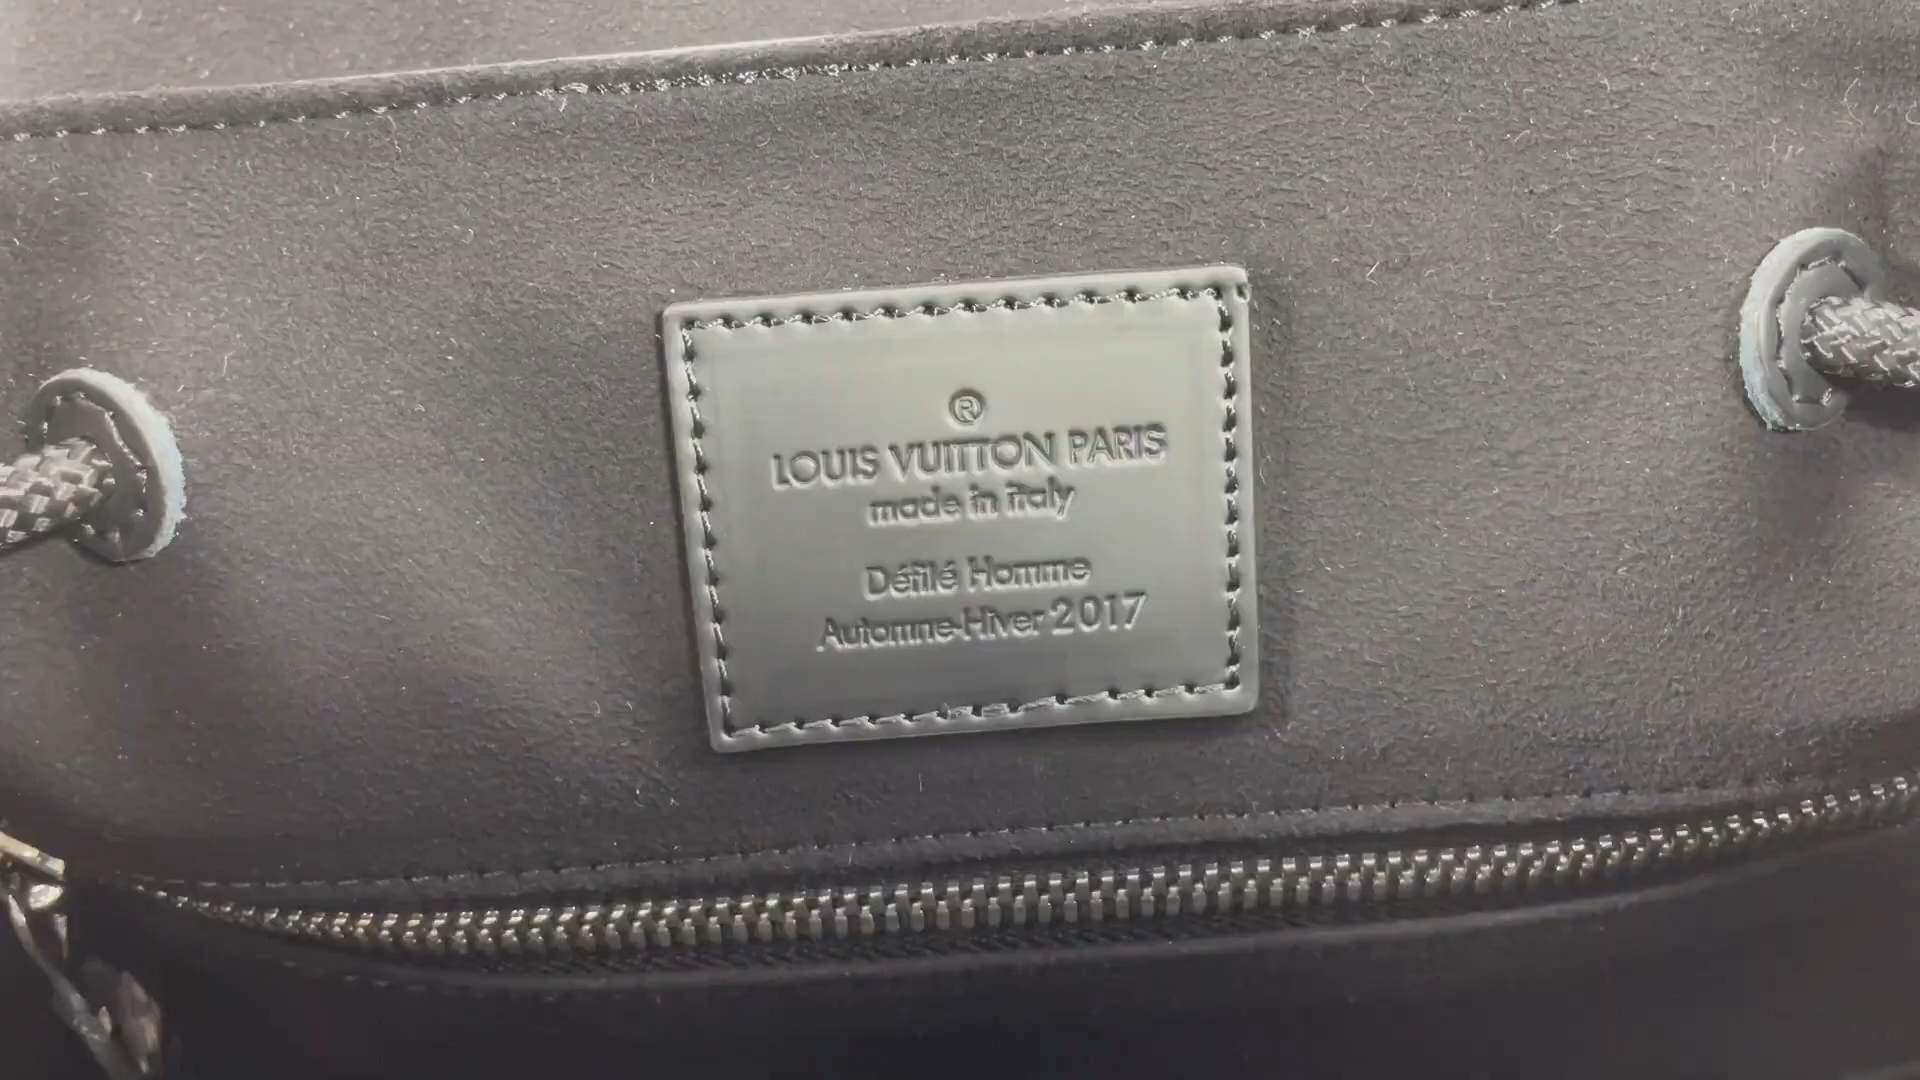 ®
LOUIS VUITTON PARIS
made in italy
Défilé Homme
Automne-Hiver 2017